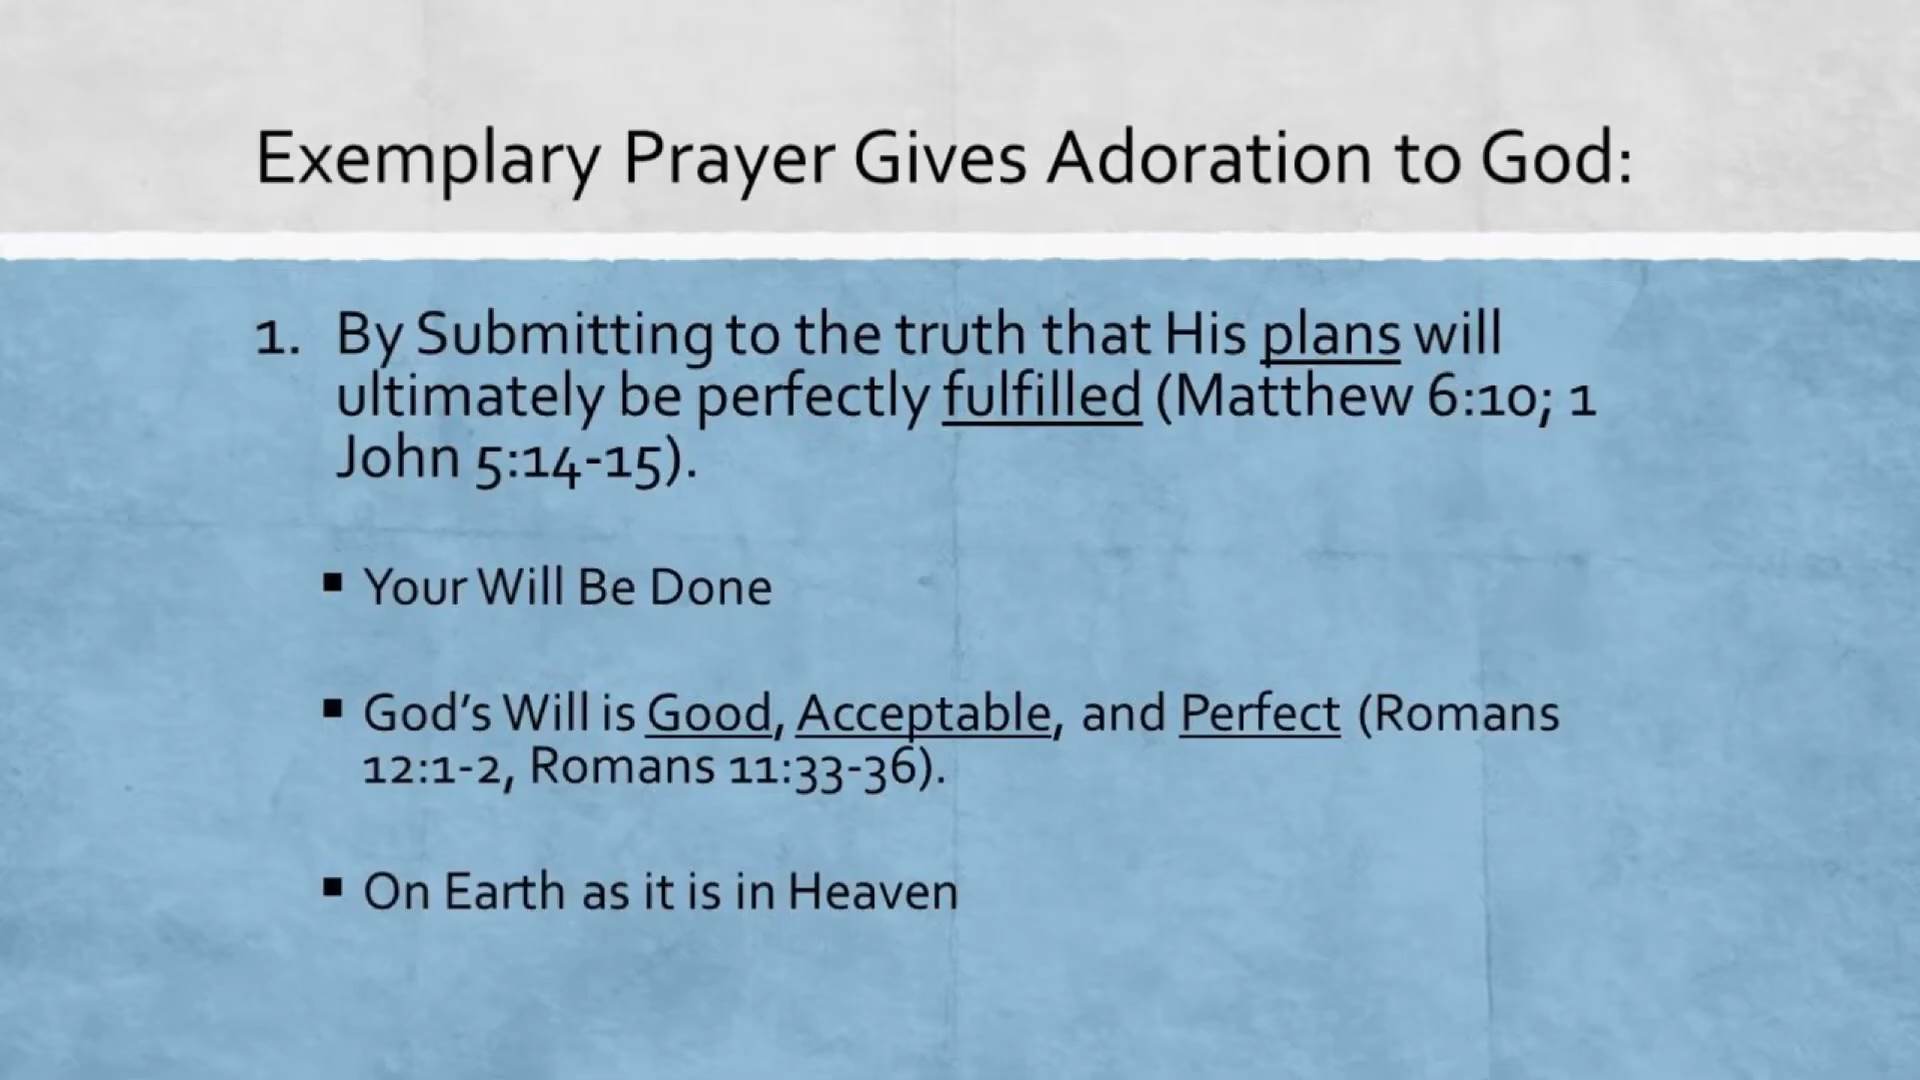 Exemplary Prayer Gives Adoration to God:
1. By Submitting to the truth that His plans will
ultimately be perfectly fulfilled (Matthew 6:10; 1
John 5:14-15).
▪ Your Will Be Done
▪ God’s Will is Good, Acceptable, and Perfect (Romans
12:1-2, Romans 11:33-36).
▪ On Earth as it is in Heaven